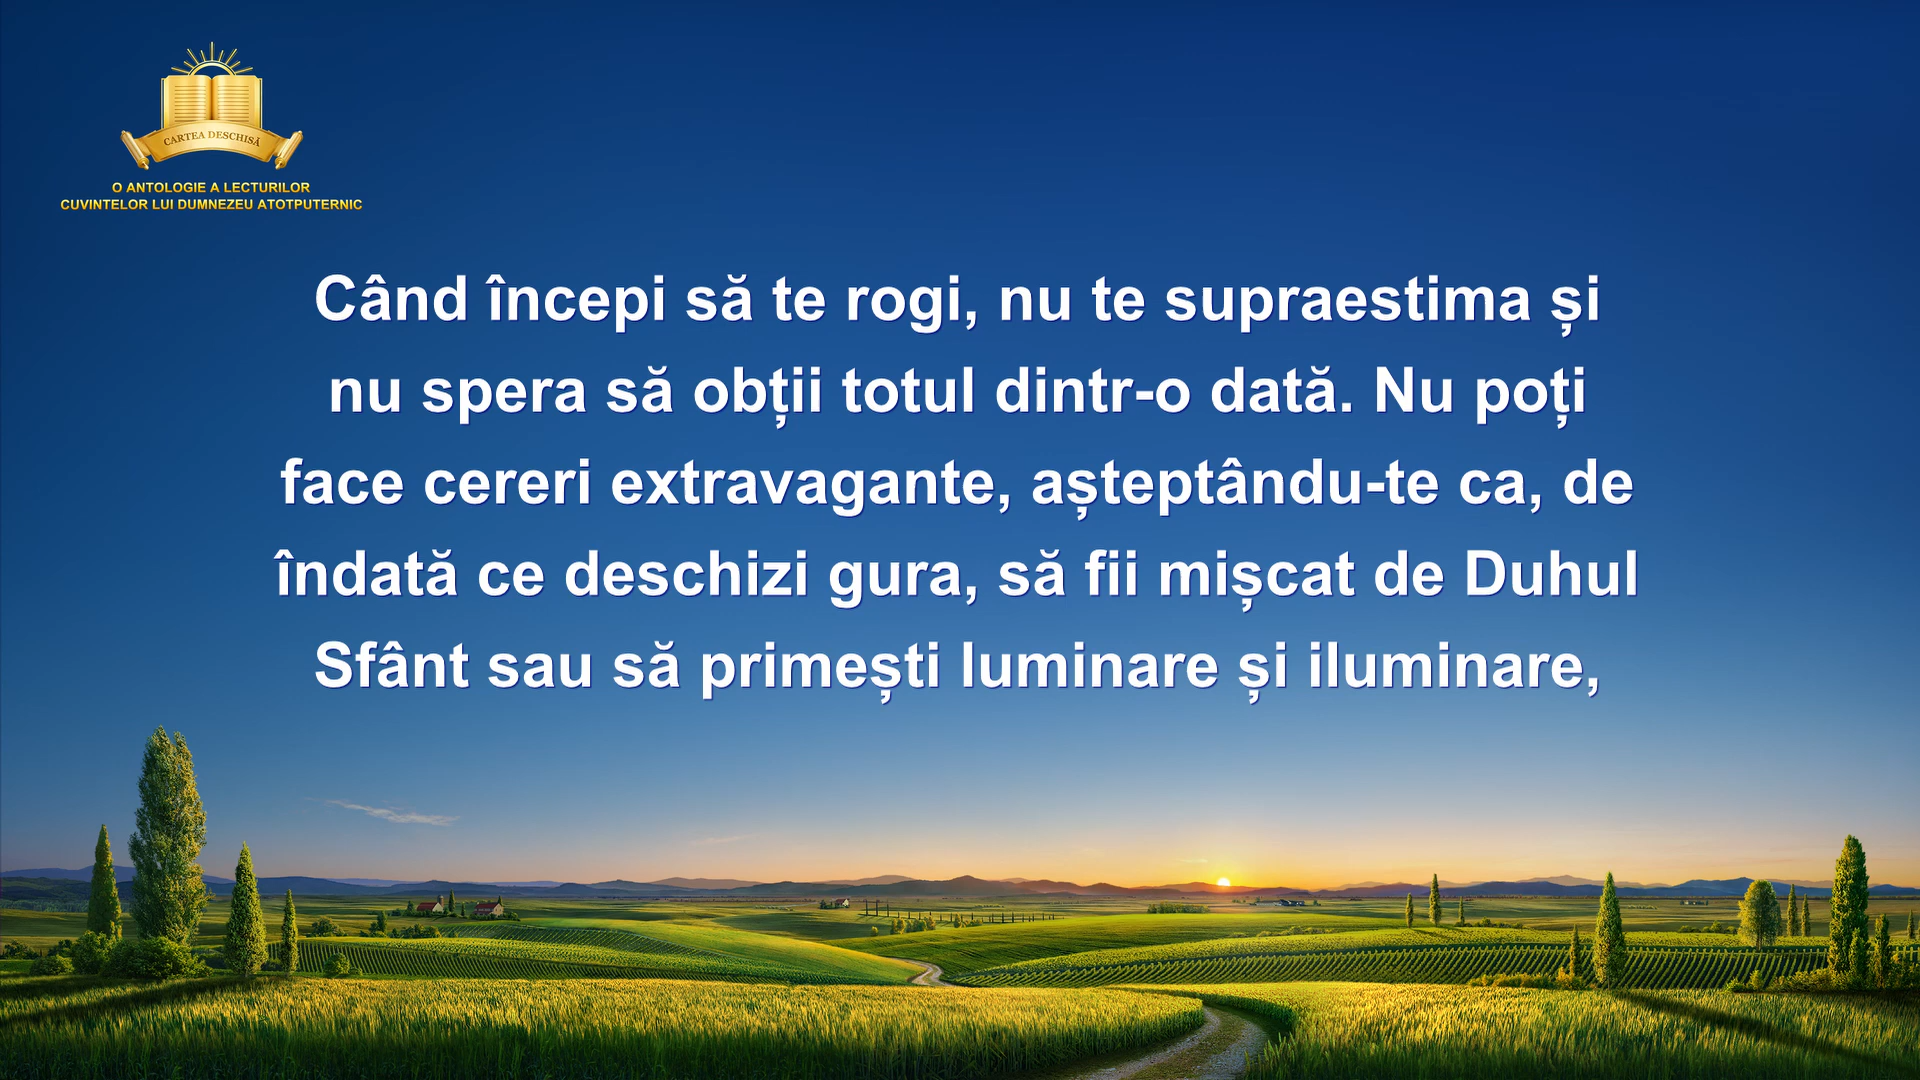 CARTEA DESCHISĂ
O ANTOLOGIE A LECTURILOR
CUVINTELOR LUI DUMNEZEU ATOTPUTERNIC
Când începi să te rogi, nu te supraestima și
nu spera să obții totul dintr-o dată. Nu poți
face cereri extravagante, așteptându-te ca, de
îndată ce deschizi gura, să fii mișcat de Duhul
Sfânt sau să primești luminare și iluminare,